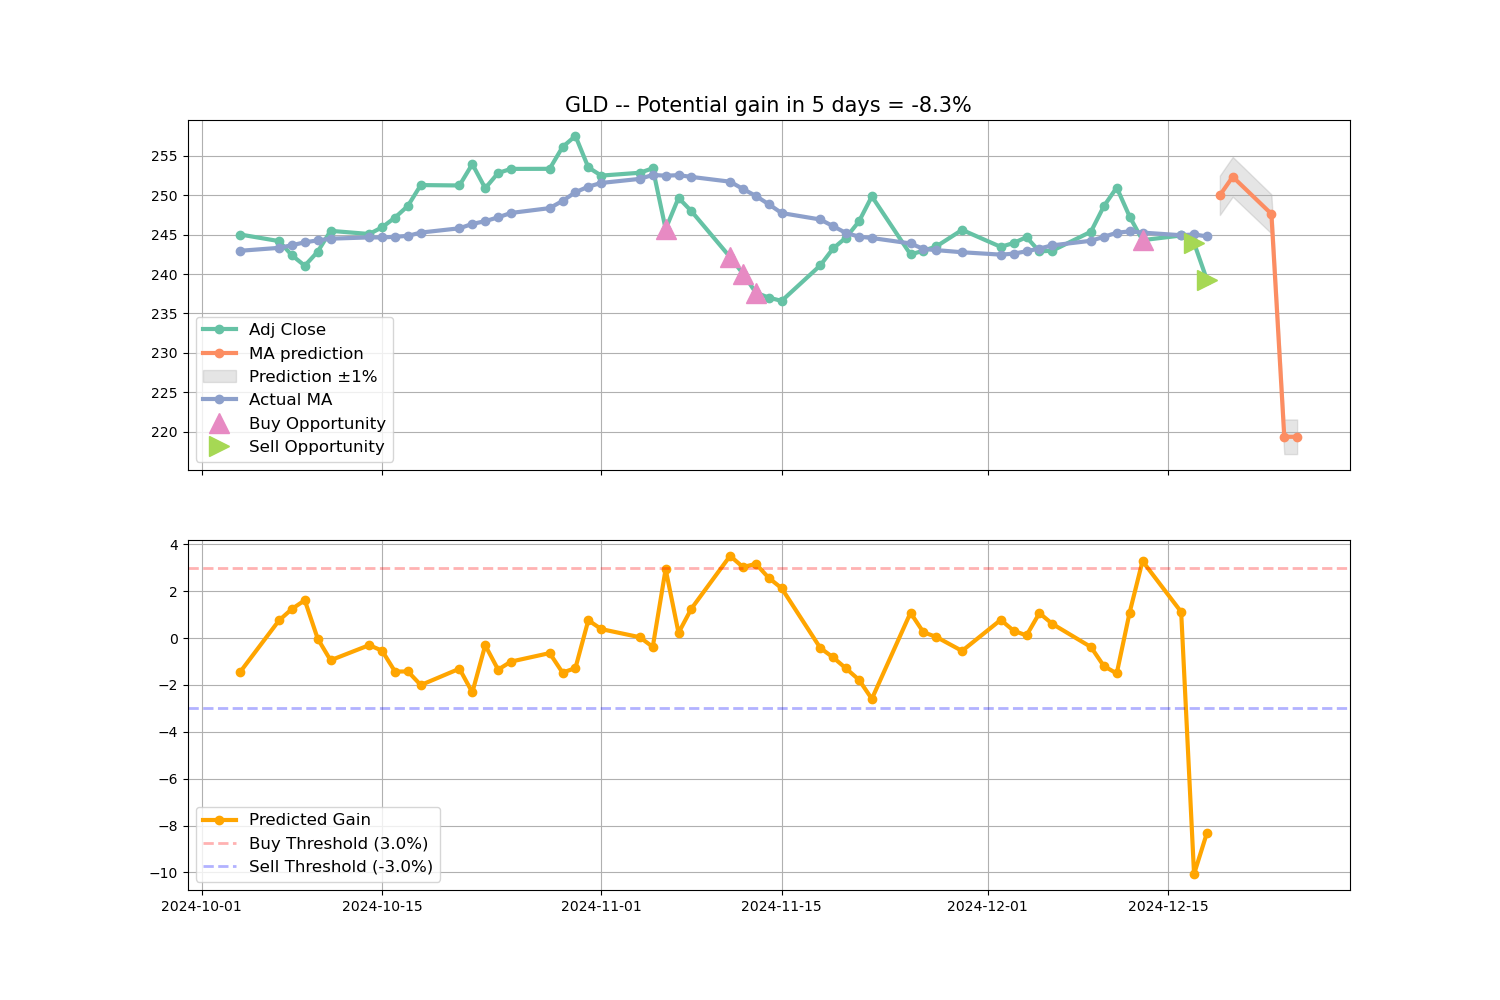 GLD -- Potential gain in 5 days = -8.3%
255
250
245
240
235
230
225
220
Adj Close
MA prediction
Prediction ±1%
Actual MA
Buy Opportunity
Sell Opportunity
4
2
0
−2
−4
−6
−8
−10
Predicted Gain
Buy Threshold (3.0%)
Sell Threshold (-3.0%)
2024-10-01 2024-10-15 2024-11-01 2024-11-15 2024-12-01 2024-12-15